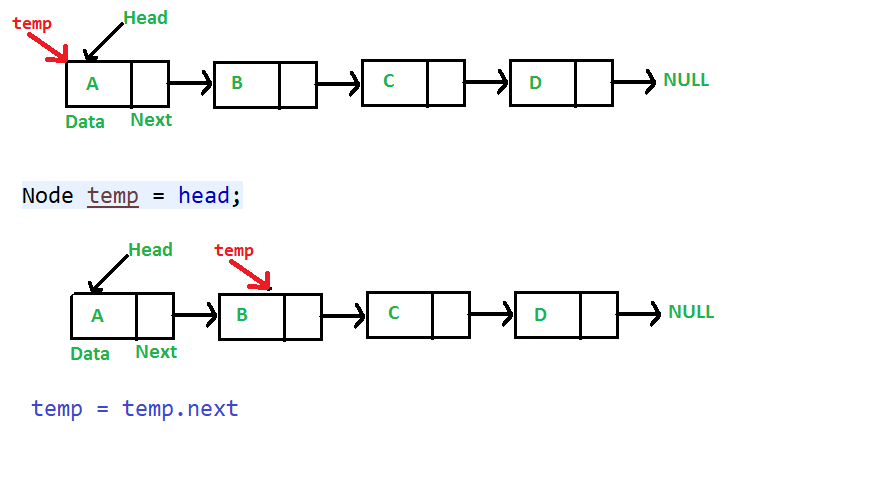 temp Head
A B C D NULL
Data Next
Node temp = head;
Head temp
A B C D NULL
Data Next
temp = temp.next